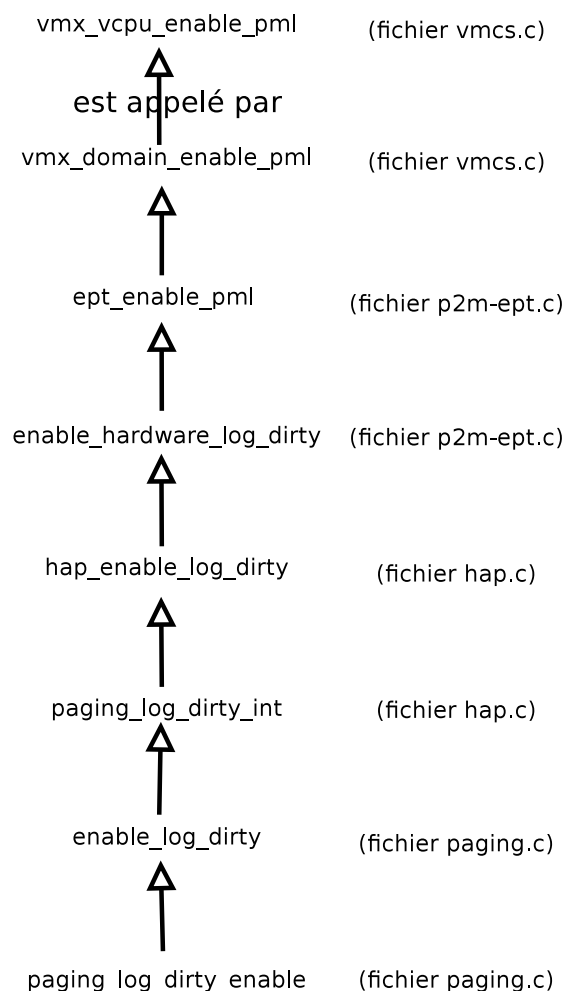 vmx_vcpu_enable_pml (fichier vmcs.c)
est appelé par
vmx_domain_enable_pml (fichier vmcs.c)
ept_enable_pml (fichier p2m-ept.c)
enable_hardware_log_dirty (fichier p2m-ept.c)
hap_enable_log_dirty (fichier hap.c)
paging_log_dirty_int (fichier hap.c)
enable_log_dirty (fichier paging.c)
paging_log_dirty_enable (fichier paging.c)